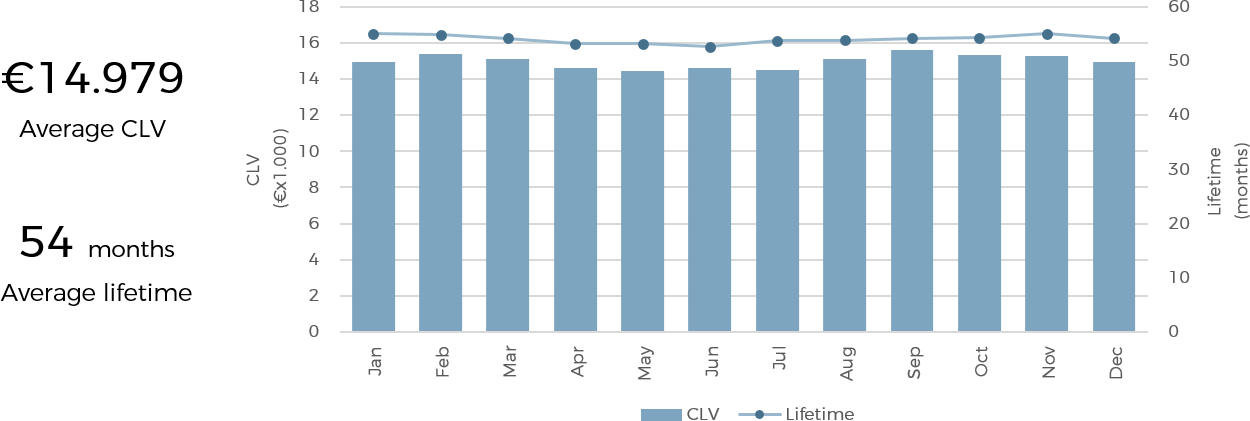 €14.979
Average CLV
54 months
Average lifetime
CLV
(€x1.000)
18
16
14
12
10
8
6
4
2
0
60
50
40
30
20
10
0
Lifetime
(months)
Jan Feb Mar Apr May Jun Jul Aug Sep Oct Nov Dec
CLV Lifetime